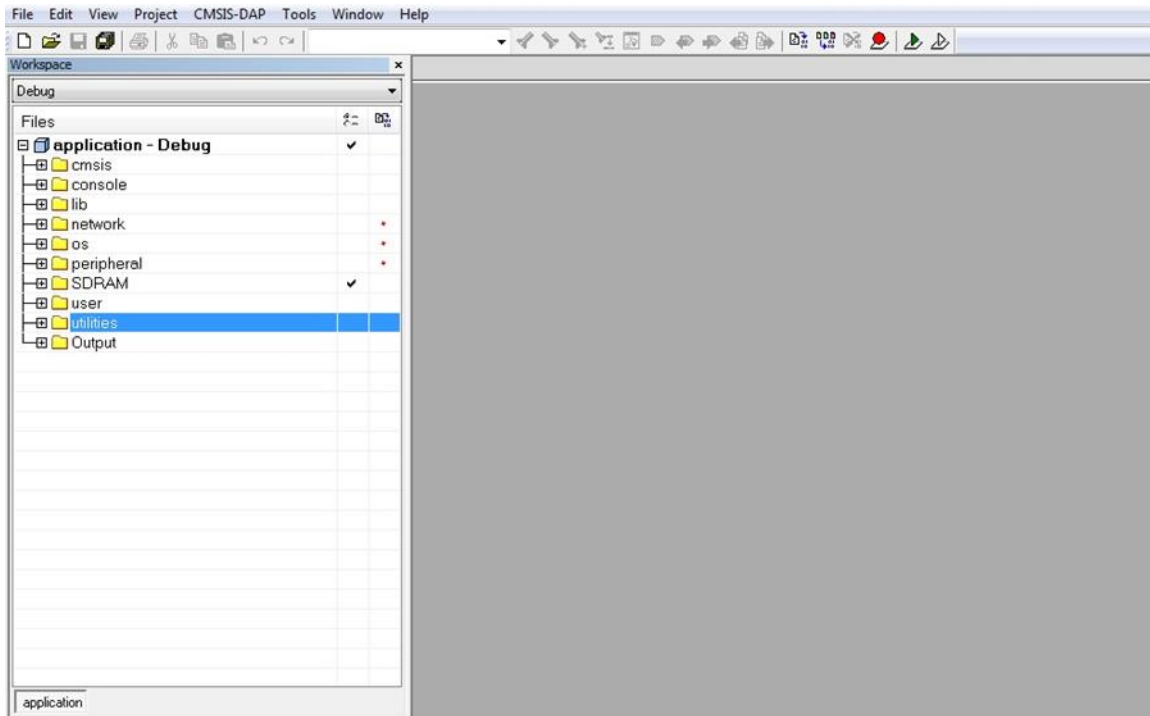 File Edit View Project CMSIS-DAP Tools Window Help
Workspace
Debug
Files
application - Debug
cmsis
console
lib
network
os
peripheral
SDRAM
user
utilities
Output
application